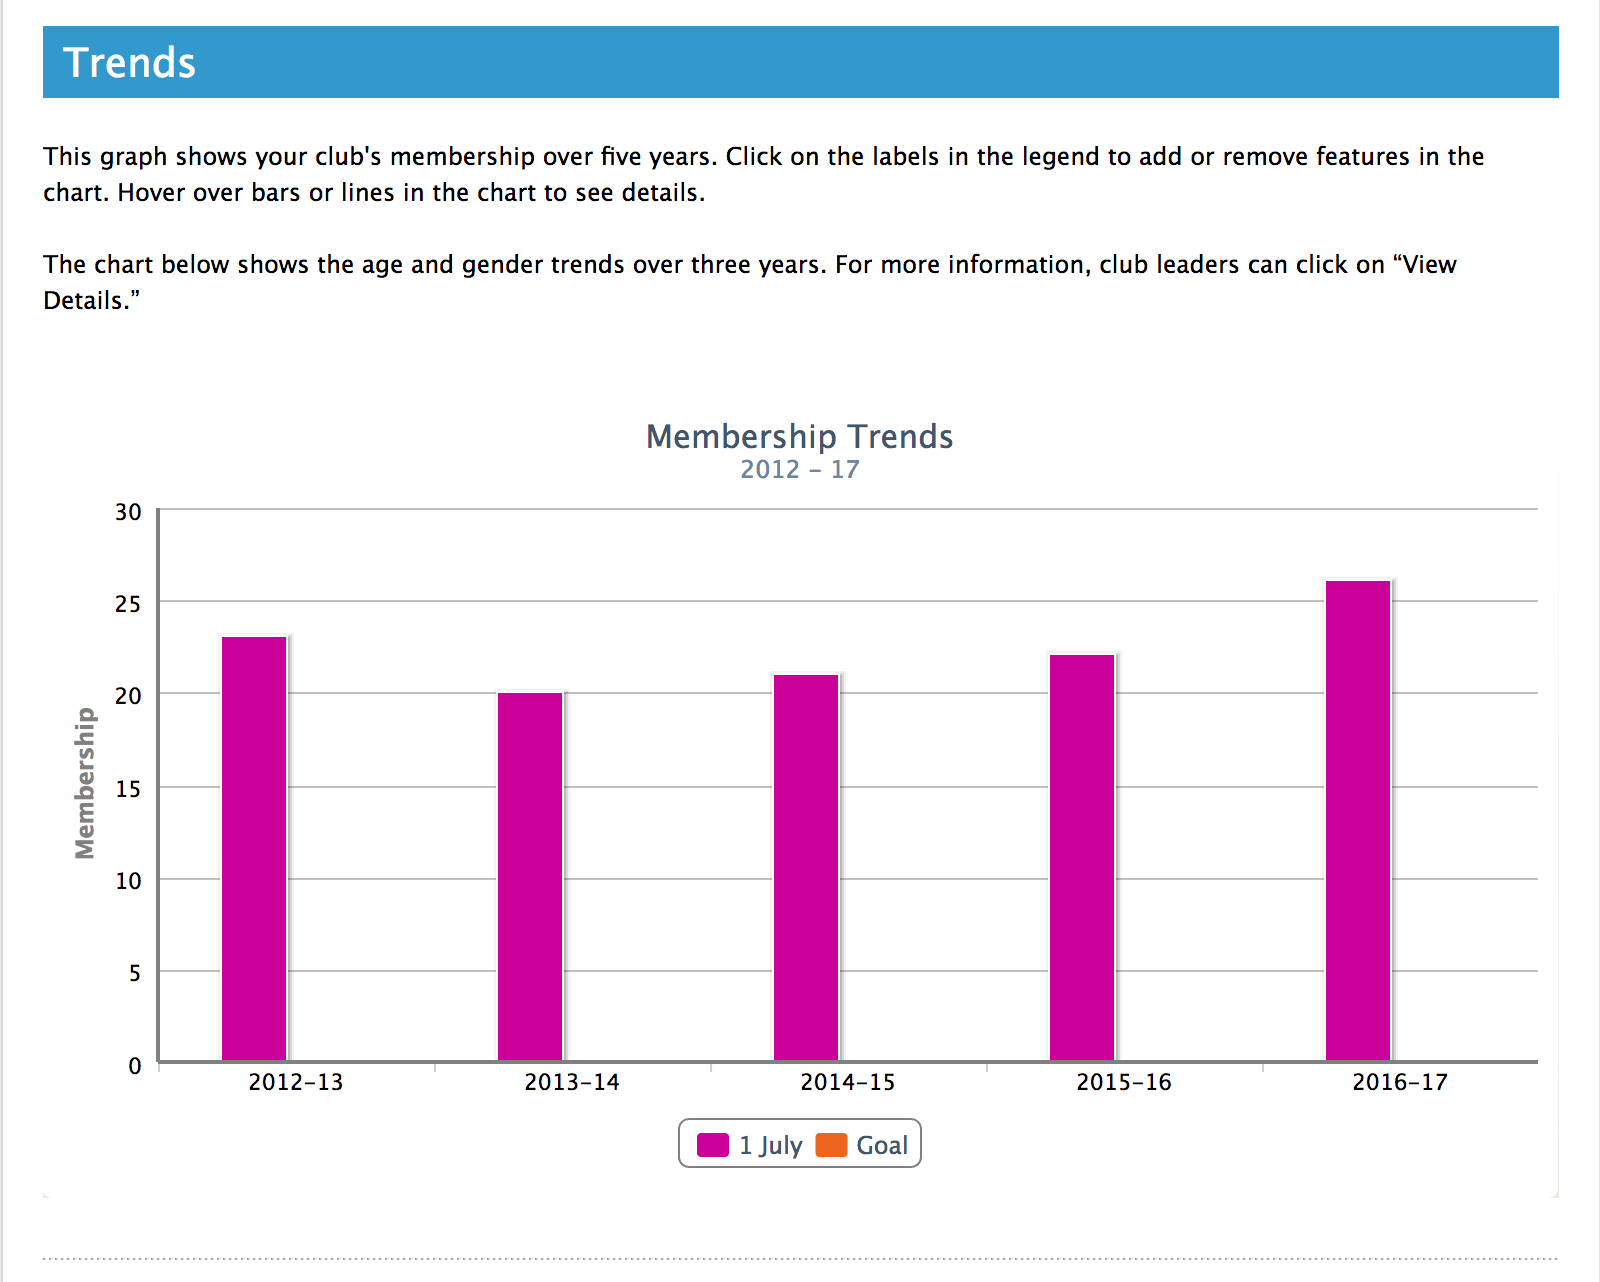 Trends
This graph shows your club's membership over five years. Click on the labels in the legend to add or remove features in the
chart. Hover over bars or lines in the chart to see details.
The chart below shows the age and gender trends over three years. For more information, club leaders can click on “View
Details.”
Membership Trends
2012 – 17
30
25
20
15
10
5
0
Membership
2012–13 2013–14 2014–15 2015–16 2016–17
1 July Goal